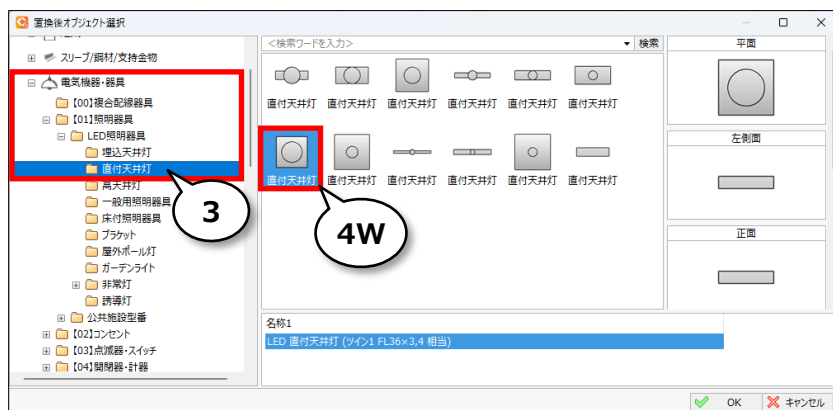 置換後オブジェクト選択
スリーブ/鋼材/支持金物
電気機器・器具
【00】複合配線器具
【01】照明器具
LED照明器具
埋込天井灯
直付天井灯
高天井灯
一般用照明器具
床付照明器具
ブラケット
屋外ポール灯
ガーデンライト
非常灯
誘導灯
公共施設型番
【02】コンセント
【03】点滅器・スイッチ
【04】開閉器・計器
3
<検索ワードを入力>
検索
直付天井灯 直付天井灯 直付天井灯 直付天井灯 直付天井灯 直付天井灯
直付天井灯 直付天井灯 直付天井灯 直付天井灯 直付天井灯 直付天井灯
4W
名称1
LED 直付天井灯 (ツイン1 FL36×3,4 相当)
平面
左側面
正面
OK
キャンセル